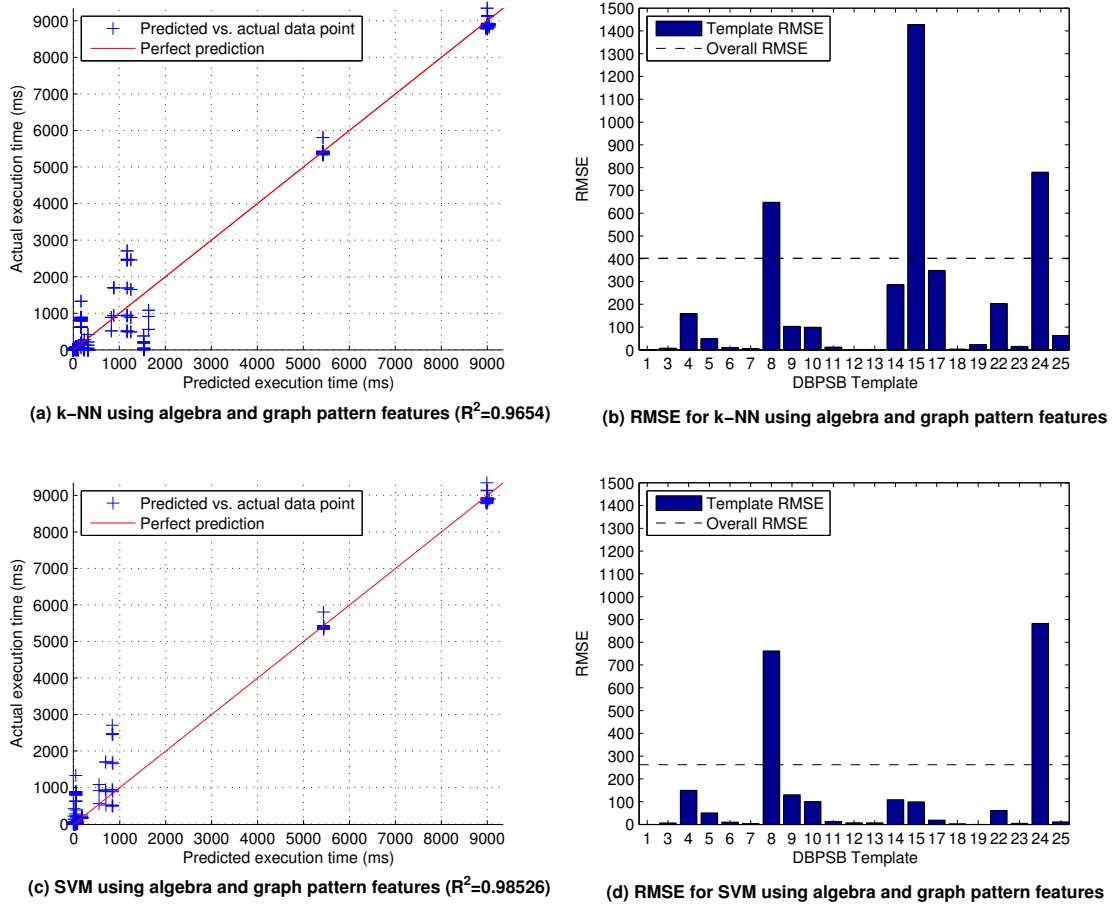 9000
8000
7000
6000
5000
4000
3000
2000
1000
0
Actual execution time (ms)
Predicted vs. actual data point
Perfect prediction
0 1000 2000 3000 4000 5000 6000 7000 8000 9000
Predicted execution time (ms)
(a) k−NN using algebra and graph pattern features (R²=0.9654)
1500
1400
1300
1200
1100
1000
900
800
700
600
500
400
300
200
100
0
RMSE
Template RMSE
Overall RMSE
1 3 4 5 6 7 8 9 10 11 12 13 14 15 17 18 19 22 23 24 25
DBPSB Template
(b) RMSE for k−NN using algebra and graph pattern features
9000
8000
7000
6000
5000
4000
3000
2000
1000
0
Actual execution time (ms)
Predicted vs. actual data point
Perfect prediction
0 1000 2000 3000 4000 5000 6000 7000 8000 9000
Predicted execution time (ms)
(c) SVM using algebra and graph pattern features (R²=0.98526)
1500
1400
1300
1200
1100
1000
900
800
700
600
500
400
300
200
100
0
RMSE
Template RMSE
Overall RMSE
1 3 4 5 6 7 8 9 10 11 12 13 14 15 17 18 19 22 23 24 25
DBPSB Template
(d) RMSE for SVM using algebra and graph pattern features